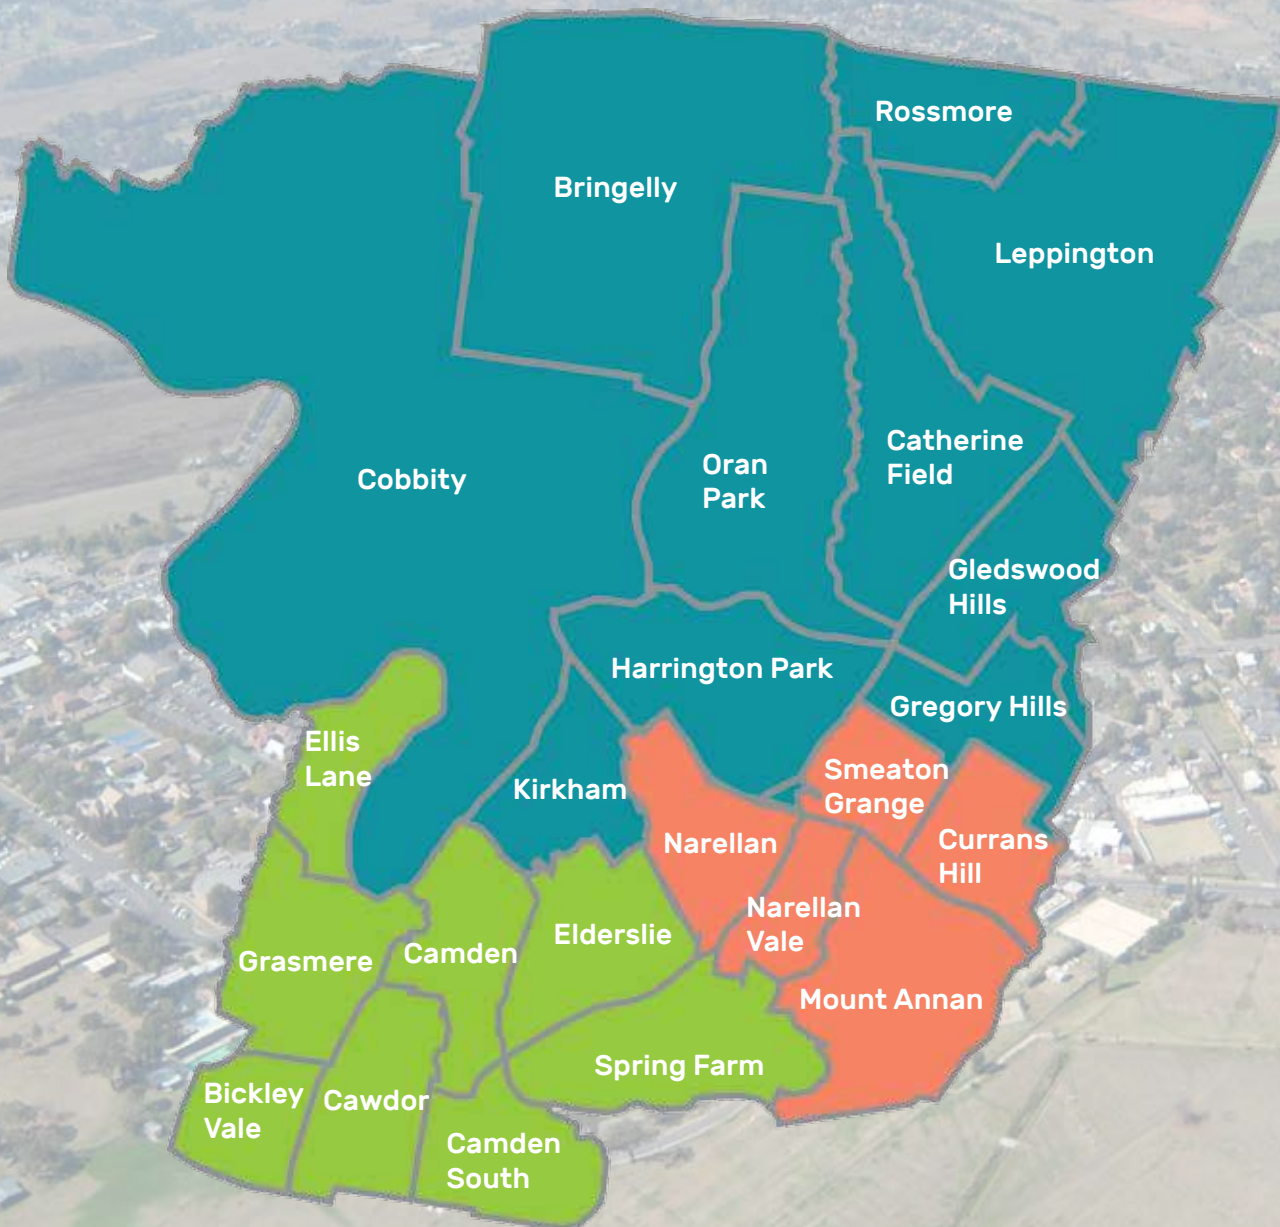 Rossmore
Bringelly
Leppington
Catherine
Field
Oran
Park
Cobbity
Gledswood
Hills
Harrington Park
Gregory Hills
Ellis
Lane
Smeaton
Grange
Kirkham
Narellan
Currans
Hill
Narellan
Vale
Elderslie
Camden
Grasmere
Mount Annan
Spring Farm
Bickley
Vale
Cawdor
Camden
South